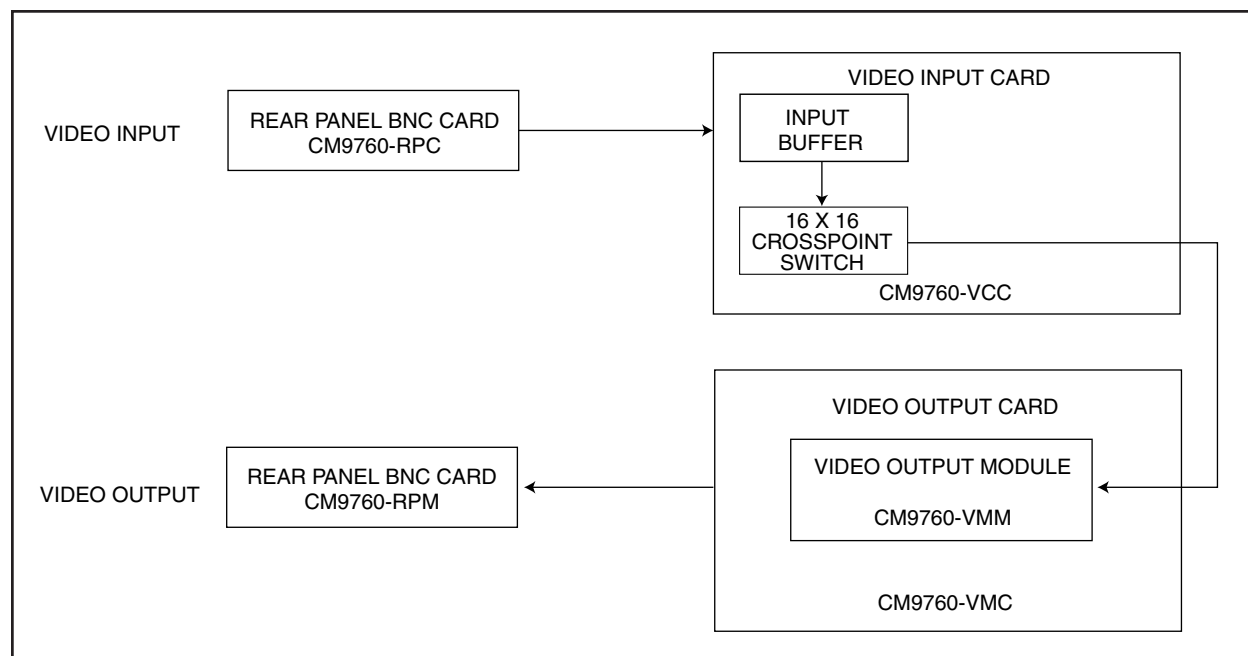 VIDEO INPUT
REAR PANEL BNC CARD
CM9760-RPC
VIDEO INPUT CARD
INPUT
BUFFER
16 X 16
CROSSPOINT
SWITCH
CM9760-VCC
VIDEO OUTPUT CARD
VIDEO OUTPUT MODULE
CM9760-VMM
CM9760-VMC
REAR PANEL BNC CARD
CM9760-RPM
VIDEO OUTPUT